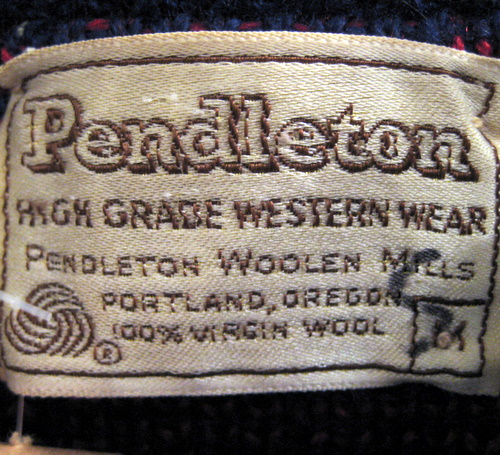 Pendleton
HIGH GRADE WESTERN WEAR
PENDLETON WOOLEN MILLS
PORTLAND, OREGON
100% VIRGIN WOOL
® M